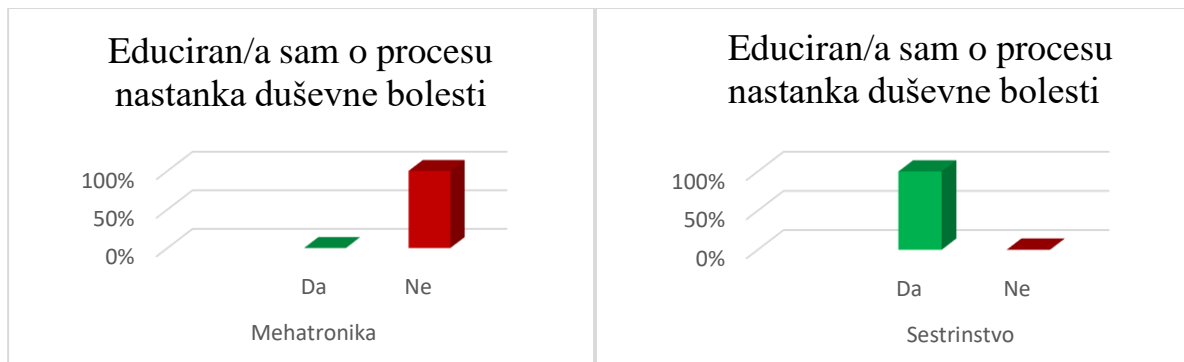 Educiran/a sam o procesu
nastanka duševne bolesti
100%
50%
0%
Da Ne
Mehatronika
Educiran/a sam o procesu
nastanka duševne bolesti
100%
50%
0%
Da Ne
Sestrinstvo